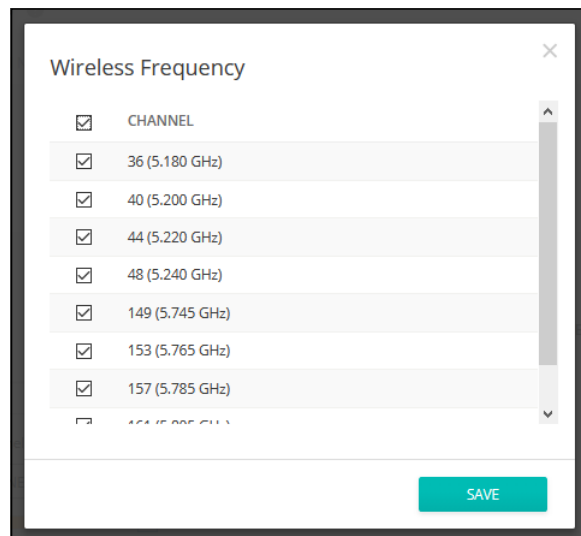 Wireless Frequency
CHANNEL
36 (5.180 GHz)
40 (5.200 GHz)
44 (5.220 GHz)
48 (5.240 GHz)
149 (5.745 GHz)
153 (5.765 GHz)
157 (5.785 GHz)
SAVE